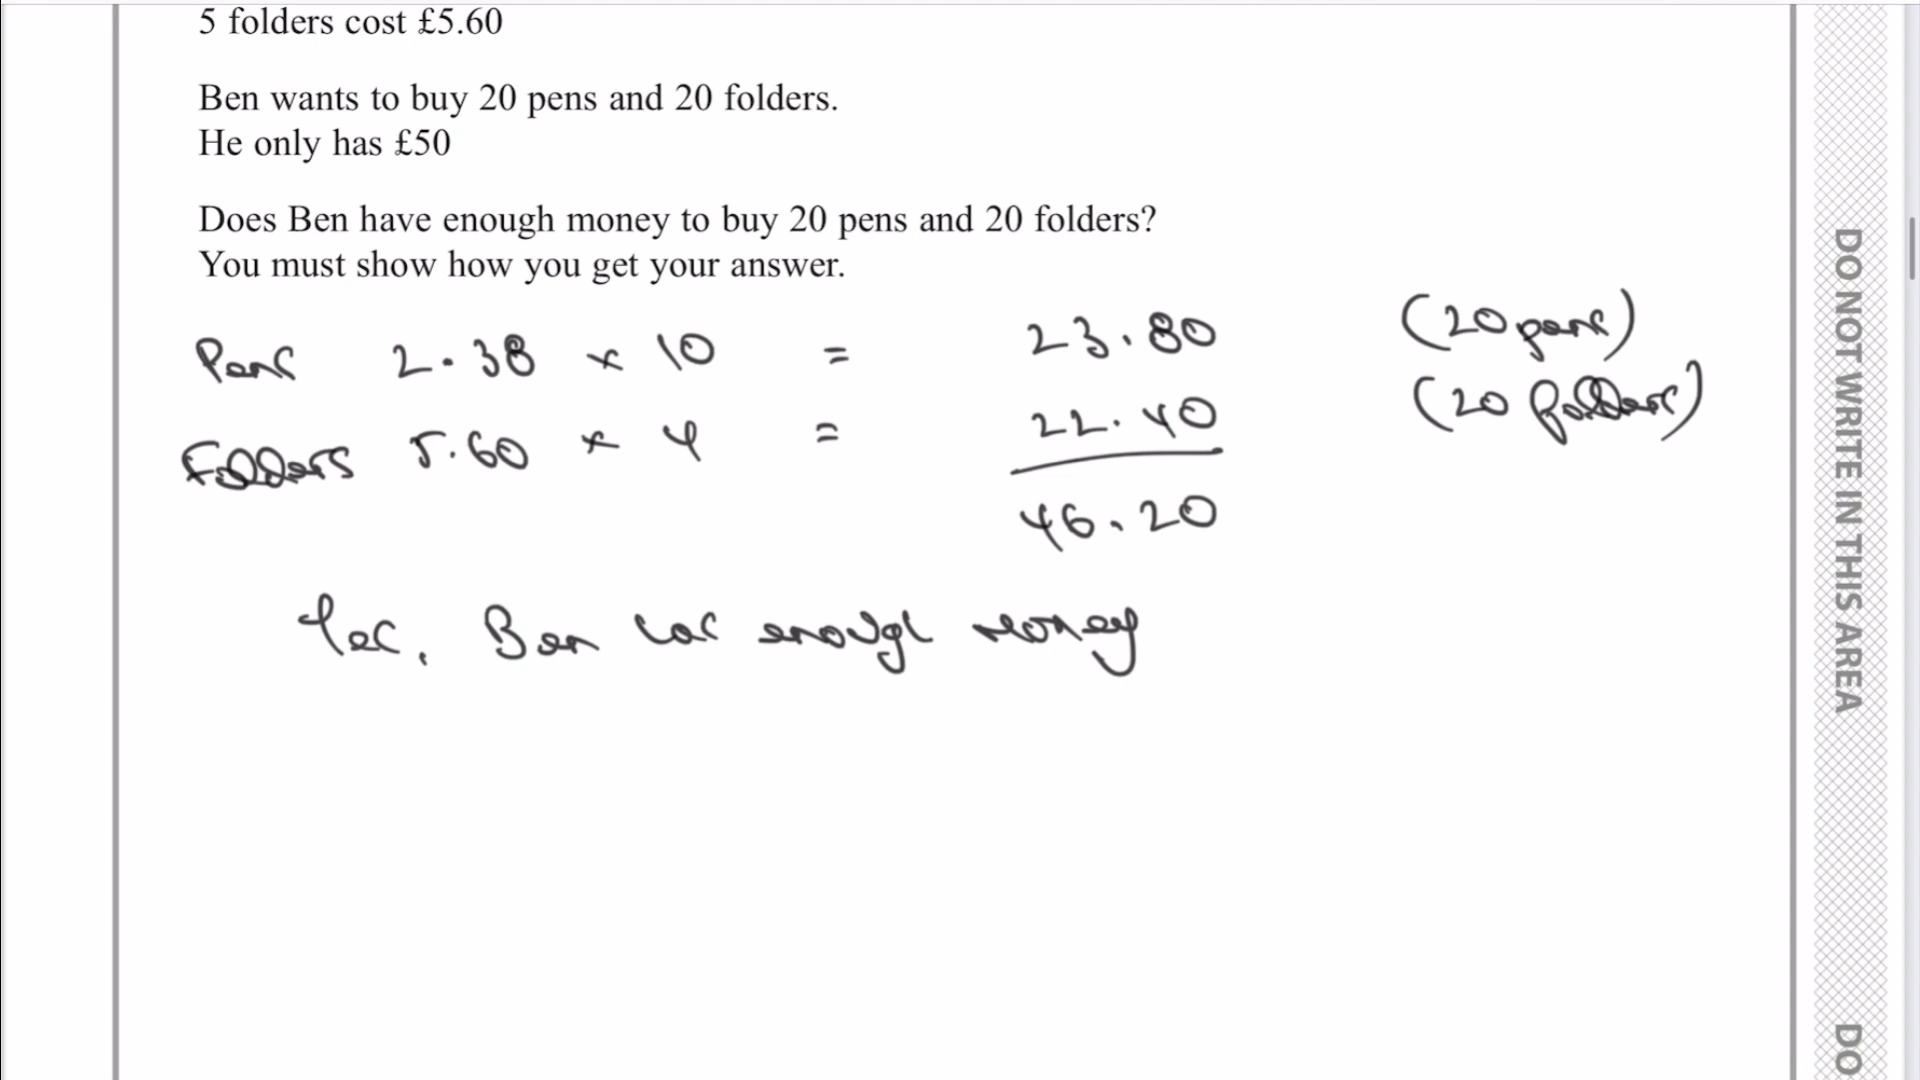 5 folders cost £5.60
Ben wants to buy 20 pens and 20 folders.
He only has £50
Does Ben have enough money to buy 20 pens and 20 folders?
You must show how you get your answer.
Pens 2.38 × 10 = 23.80 (20 pens)
Folders 5.60 × 4 = 22.40 (20 folders)
46.20
Yes, Ben has enough money
DO NOT WRITE IN THIS AREA
DO